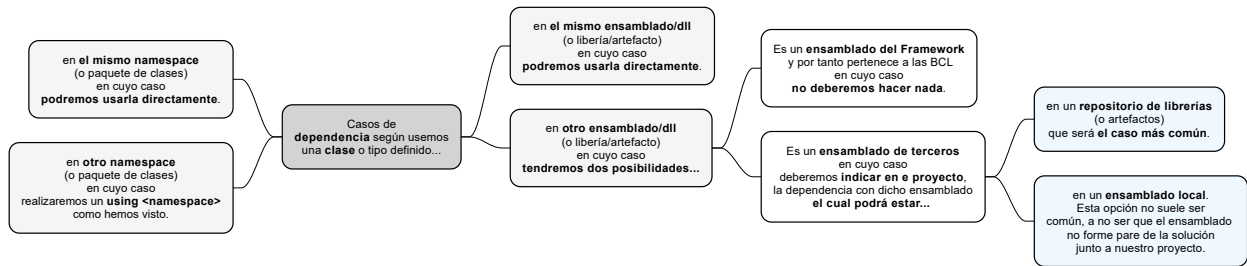 en el mismo namespace
(o paquete de clases)
en cuyo caso
podremos usarla directamente.
en otro namespace
(o paquete de clases)
en cuyo caso
realizaremos un using <namespace>
como hemos visto.
Casos de
dependencia según usemos
una clase o tipo definido...
en el mismo ensamblado/dll
(o libería/artefacto)
en cuyo caso
podremos usarla directamente.
en otro ensamblado/dll
(o libería/artefacto)
en cuyo caso
tendremos dos posibilidades...
Es un ensamblado del Framework
y por tanto pertenece a las BCL
en cuyo caso
no deberemos hacer nada.
Es un ensamblado de terceros
en cuyo caso
deberemos indicar en e proyecto,
la dependencia con dicho ensamblado
el cual podrá estar...
en un repositorio de librerías
(o artefactos)
que será el caso más común.
en un ensamblado local.
Esta opción no suele ser
común, a no ser que el ensamblado
no forme pare de la solución
junto a nuestro proyecto.